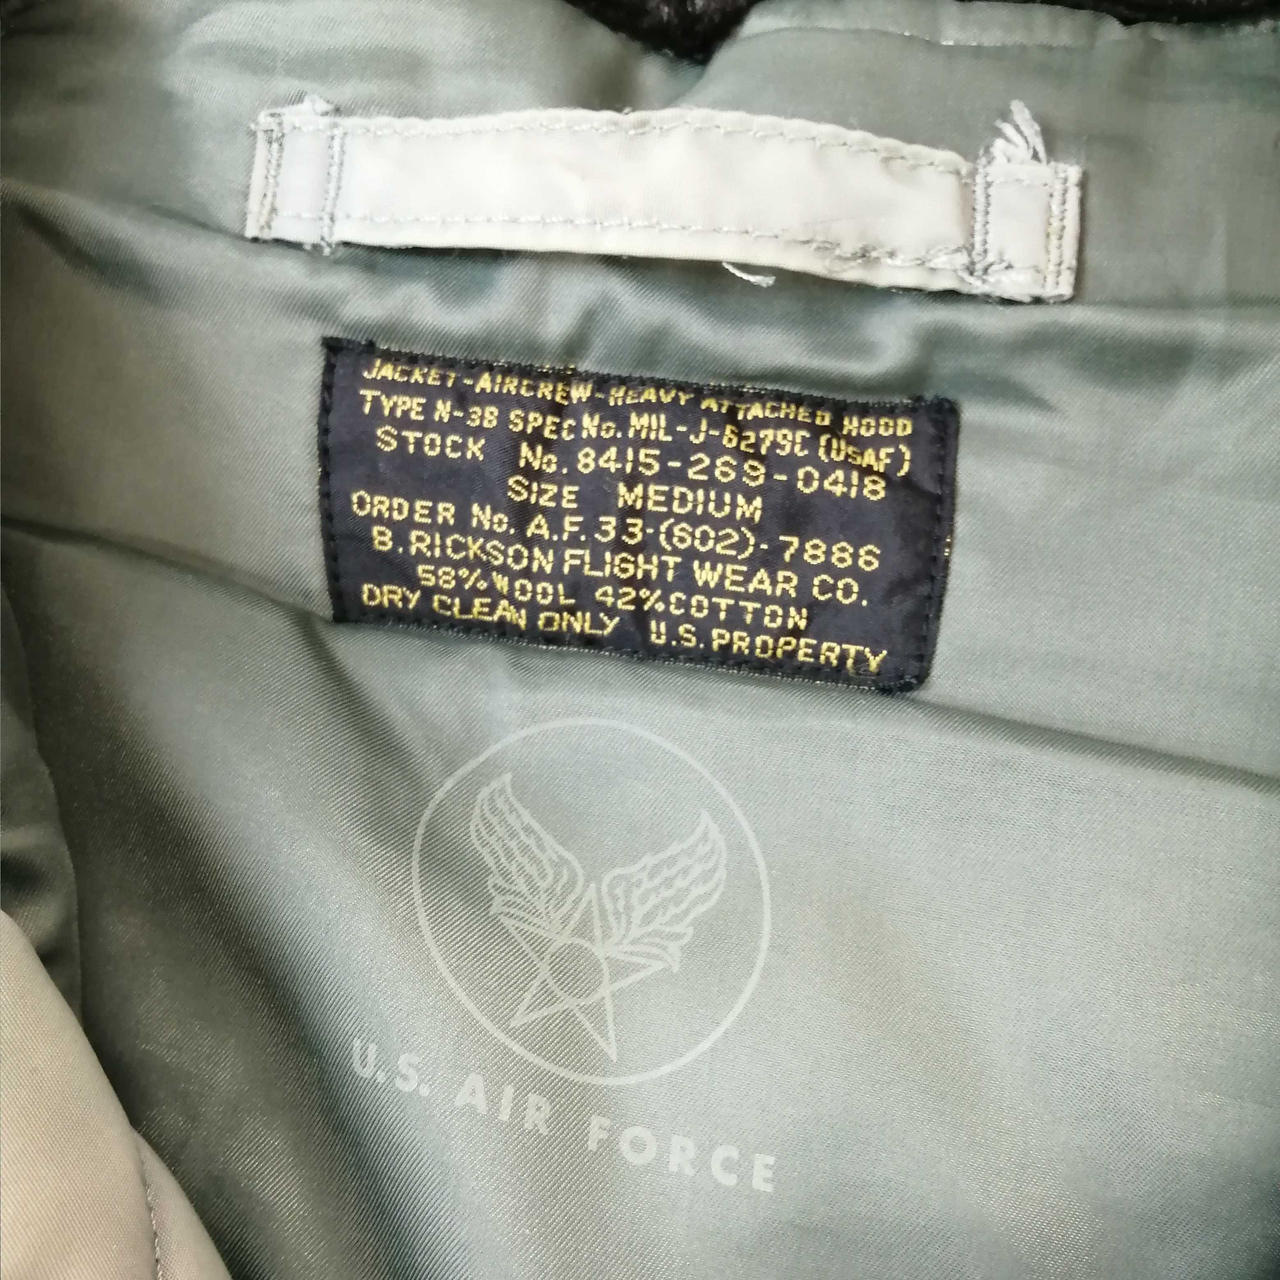 JACKET-AIRCREW-HEAVY ATTACHED HOOD
TYPE N-3B SPEC No. MIL-J-6279C (USAF)
STOCK No. 8415-269-0418
SIZE MEDIUM
ORDER No. A.F. 33-(602)-7886
B.RICKSON FLIGHT WEAR CO.
58% WOOL 42% COTTON
DRY CLEAN ONLY U.S. PROPERTY
U.S. AIR FORCE